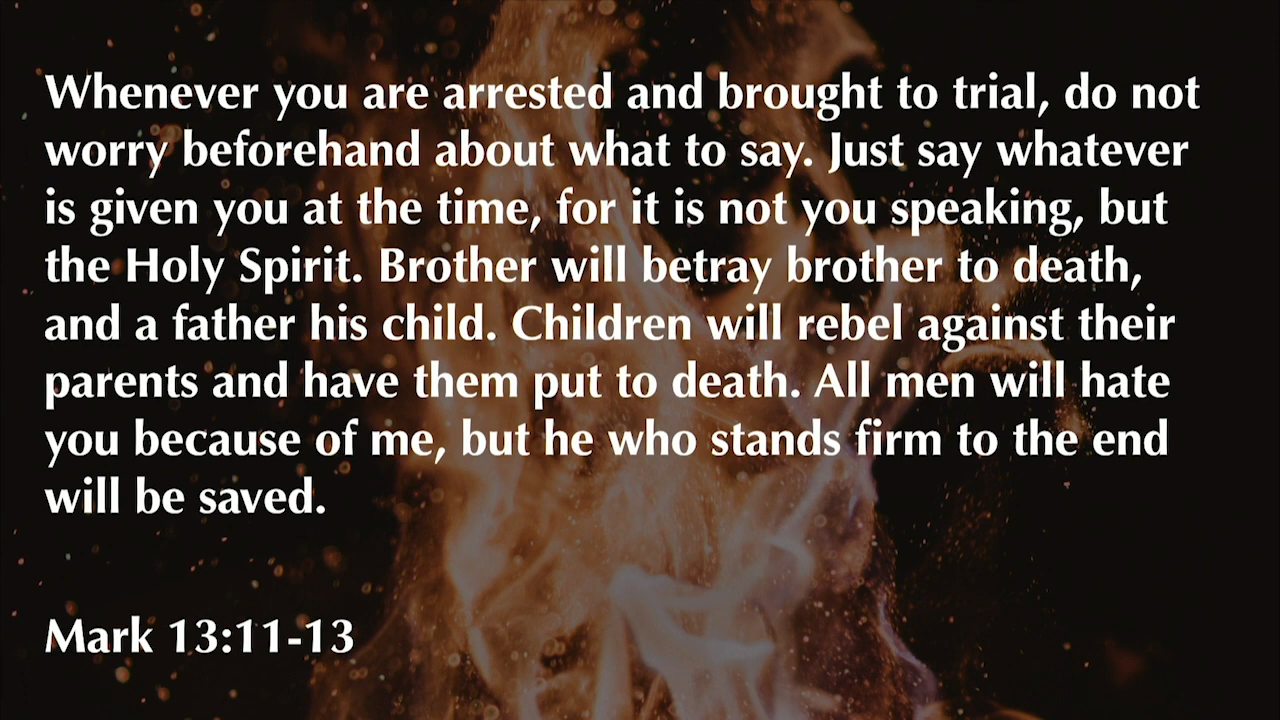 Whenever you are arrested and brought to trial, do not
worry beforehand about what to say. Just say whatever
is given you at the time, for it is not you speaking, but
the Holy Spirit. Brother will betray brother to death,
and a father his child. Children will rebel against their
parents and have them put to death. All men will hate
you because of me, but he who stands firm to the end
will be saved.
Mark 13:11-13